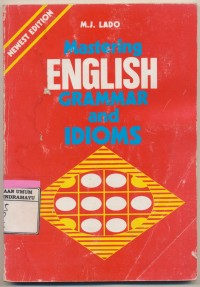 M.J. LADO
NEWEST EDITION
Mastering
ENGLISH
GRAMMAR
and
IDIOMS
AAN UMUM
NDRAMAYU